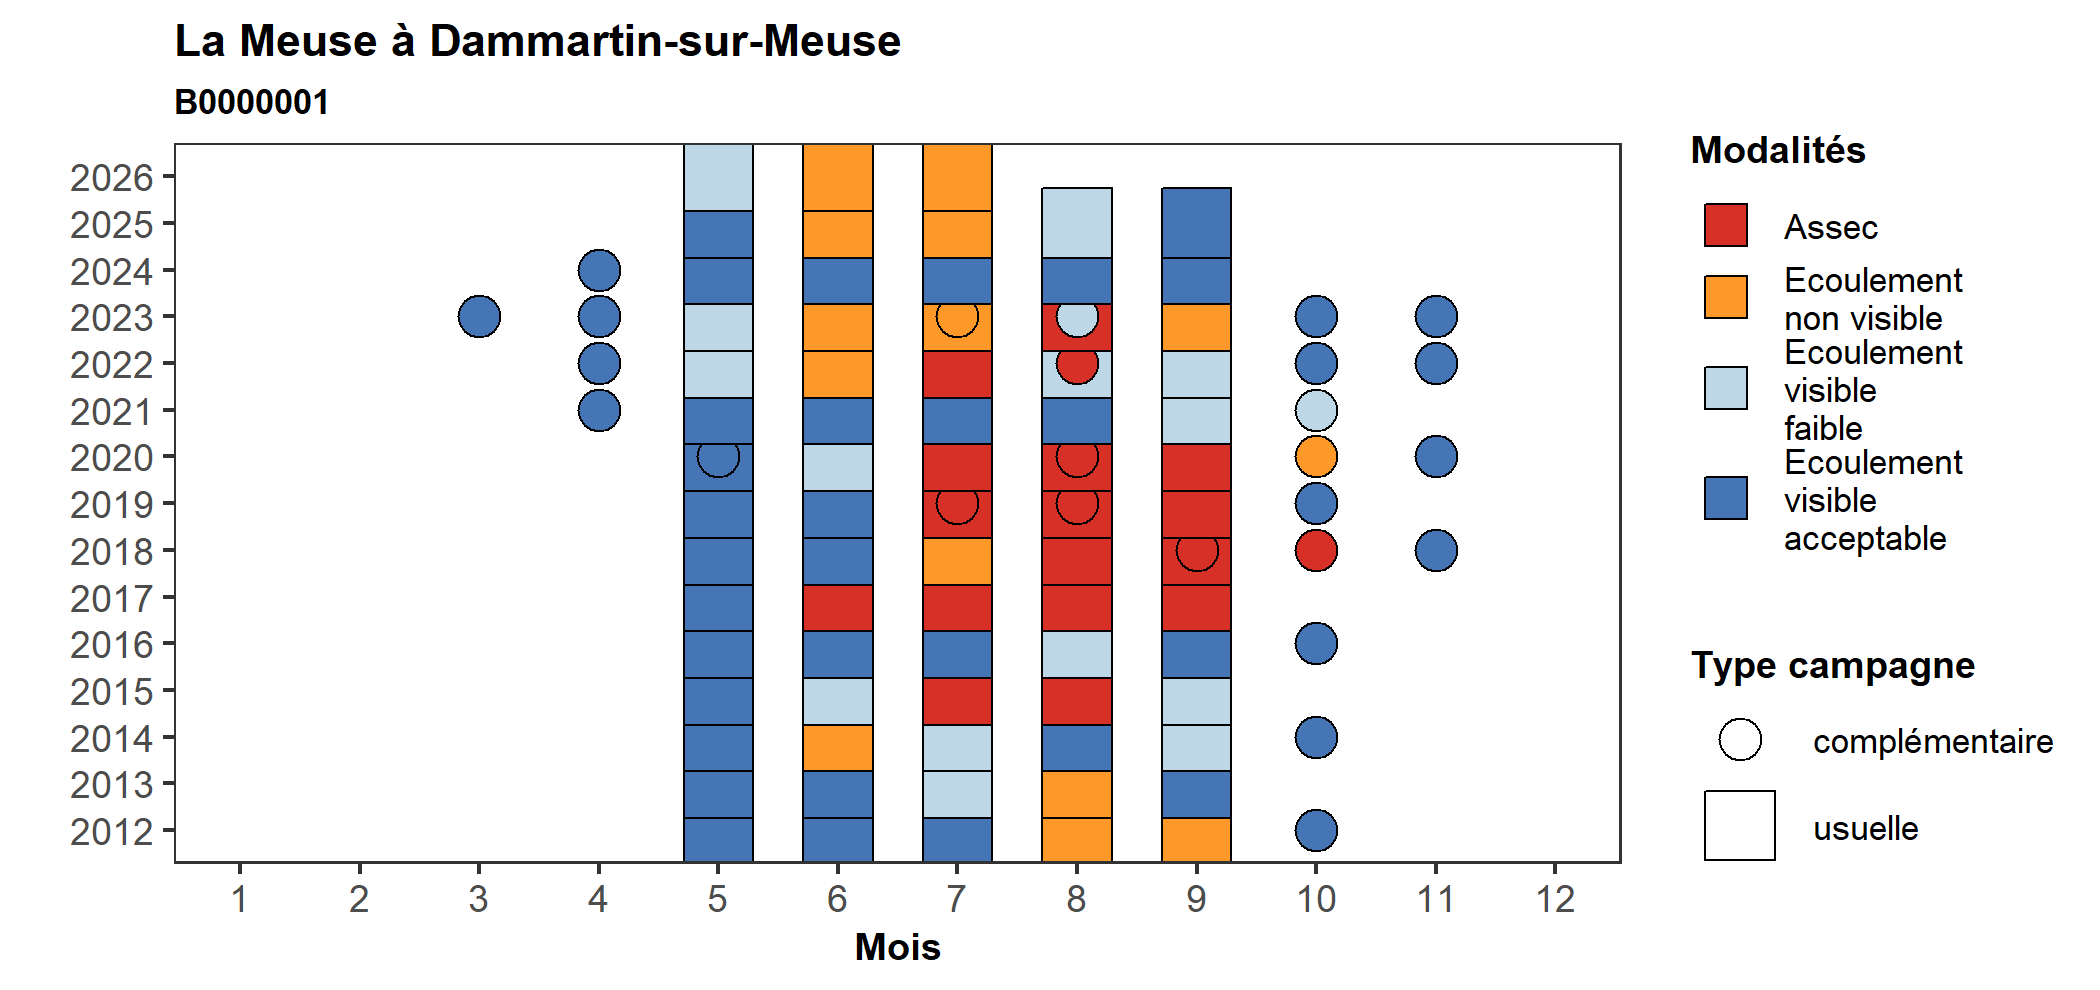 La Meuse à Dammartin-sur-Meuse
B0000001
2026
2025
2024
2023
2022
2021
2020
2019
2018
2017
2016
2015
2014
2013
2012
1 2 3 4 5 6 7 8 9 10 11 12
Mois
Modalités
Assec
Ecoulement
non visible
Ecoulement
visible
faible
Ecoulement
visible
acceptable
Type campagne
complémentaire
usuelle